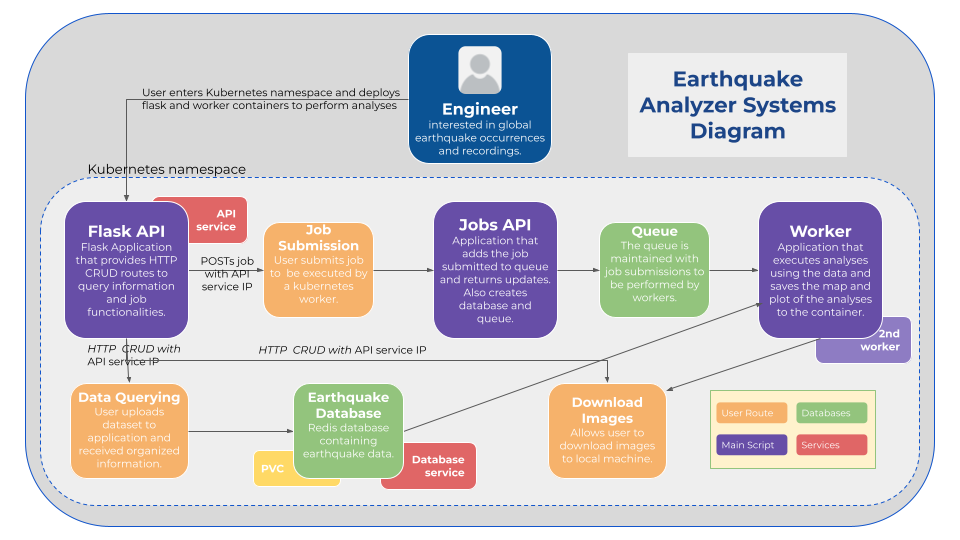 Earthquake
Analyzer Systems
Diagram
User enters Kubernetes namespace and deploys
flask and worker containers to perform analyses
Engineer
interested in global
earthquake occurrences
and recordings.
Kubernetes namespace
Flask API
Flask Application
that provides HTTP
CRUD routes to
query information
and job
functionalities.
API
service
POSTs job
with API
service IP
Job
Submission
User submits job
to be executed by
a kubernetes
worker.
Jobs API
Application that
adds the job
submitted to queue
and returns updates.
Also creates
database and
queue.
Queue
The queue is
maintained with
job submissions to
be performed by
workers.
Worker
Application that
executes analyses
using the data and
saves the map and
plot of the analyses
to the container.
2nd
worker
HTTP CRUD with
API service IP
HTTP CRUD with API service IP
Data Querying
User uploads
dataset to
application and
received organized
information.
Earthquake
Database
Redis database
containing
earthquake data.
PVC
Database
service
Download
Images
Allows user to
download images
to local machine.
User Route
Databases
Main Script
Services